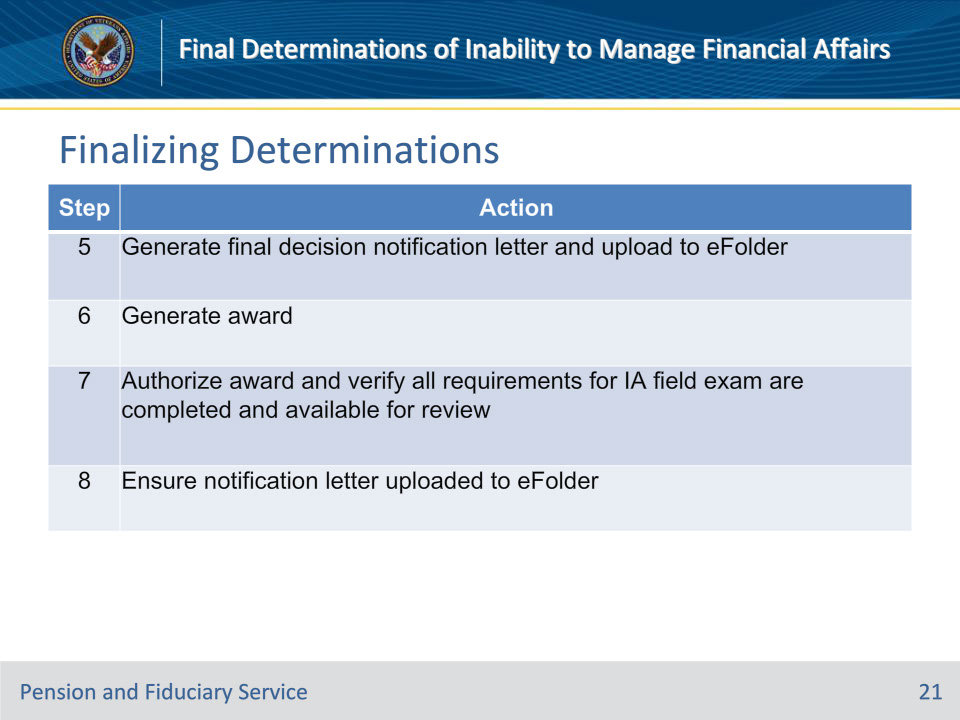 Final Determinations of Inability to Manage Financial Affairs
Finalizing Determinations
Step Action
5 Generate final decision notification letter and upload to eFolder
6 Generate award
7 Authorize award and verify all requirements for IA field exam are
completed and available for review
8 Ensure notification letter uploaded to eFolder
Pension and Fiduciary Service 21